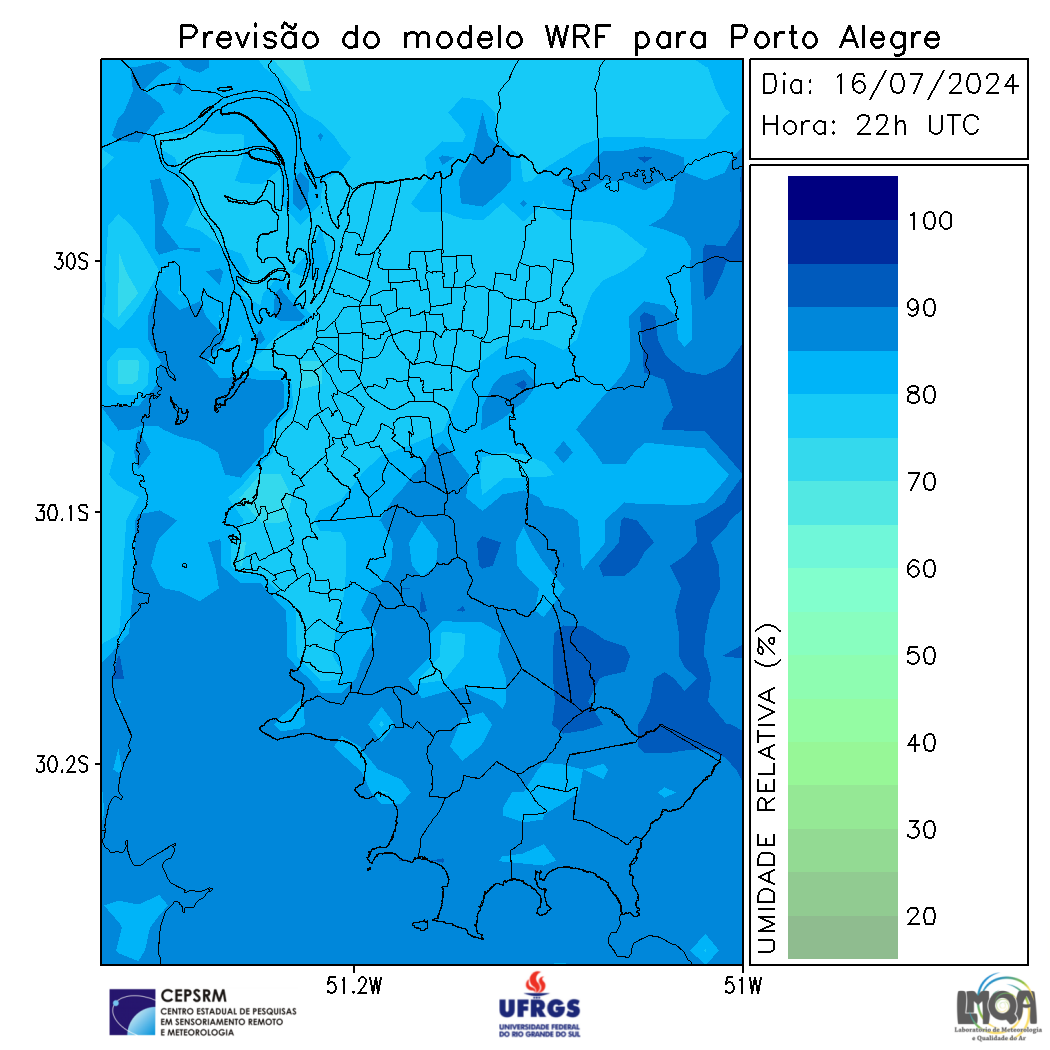 Previsão do modelo WRF para Porto Alegre
Dia: 16/07/2024
Hora: 22h UTC
30S
30.1S
30.2S
51.2W
51W
100
90
80
70
60
50
40
30
20
UMIDADE RELATIVA (%)
CEPSRM
CENTRO ESTADUAL DE PESQUISAS
EM SENSORIAMENTO REMOTO
E METEOROLOGIA
UFRGS
UNIVERSIDADE FEDERAL
DO RIO GRANDE DO SUL
LMQA
Laboratório de Meteorologia
e Qualidade do Ar